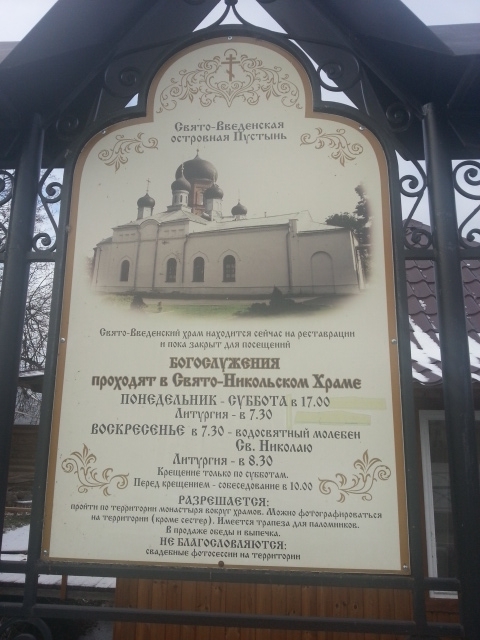 Свято-Введенская
островная Пустынь
Свято-Введенский храм находится сейчас на реставрации
и пока закрыт для посещений
БОГОСЛУЖЕНИЯ
проходят в Свято-Никольском Храме
ПОНЕДЕЛЬНИК - СУББОТА в 17.00
Литургия - в 7.30
ВОСКРЕСЕНЬЕ в 7.30 - водосвятный молебен
Св. Николаю
Литургия - в 8.30
Крещение только по субботам.
Перед крещением - собеседование в 10.00
РАЗРЕШАЕТСЯ:
пройти по территории монастыря вокруг храмов. Можно фотографироваться
на территории (кроме сестер). Имеется трапеза для паломников.
В продаже обеды и выпечка.
НЕ БЛАГОСЛОВЛЯЮТСЯ:
свадебные фотосессии на территории